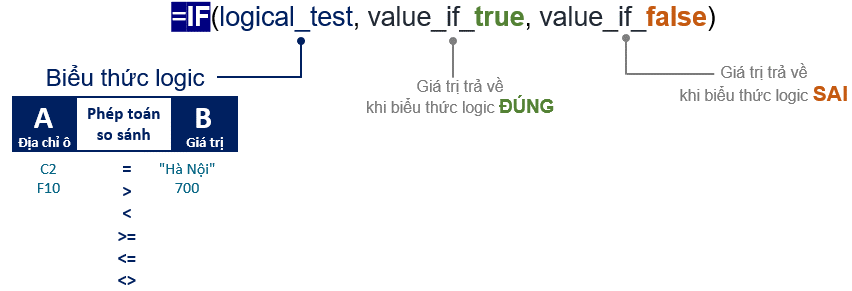 =IF(logical_test, value_if_true, value_if_false)
Biểu thức logic
Giá trị trả về
khi biểu thức logic ĐÚNG
Giá trị trả về
khi biểu thức logic SAI
A Phép toán so sánh B
Địa chỉ ô Giá trị
C2 = "Hà Nội"
F10 > 700
<
>=
<=
<>